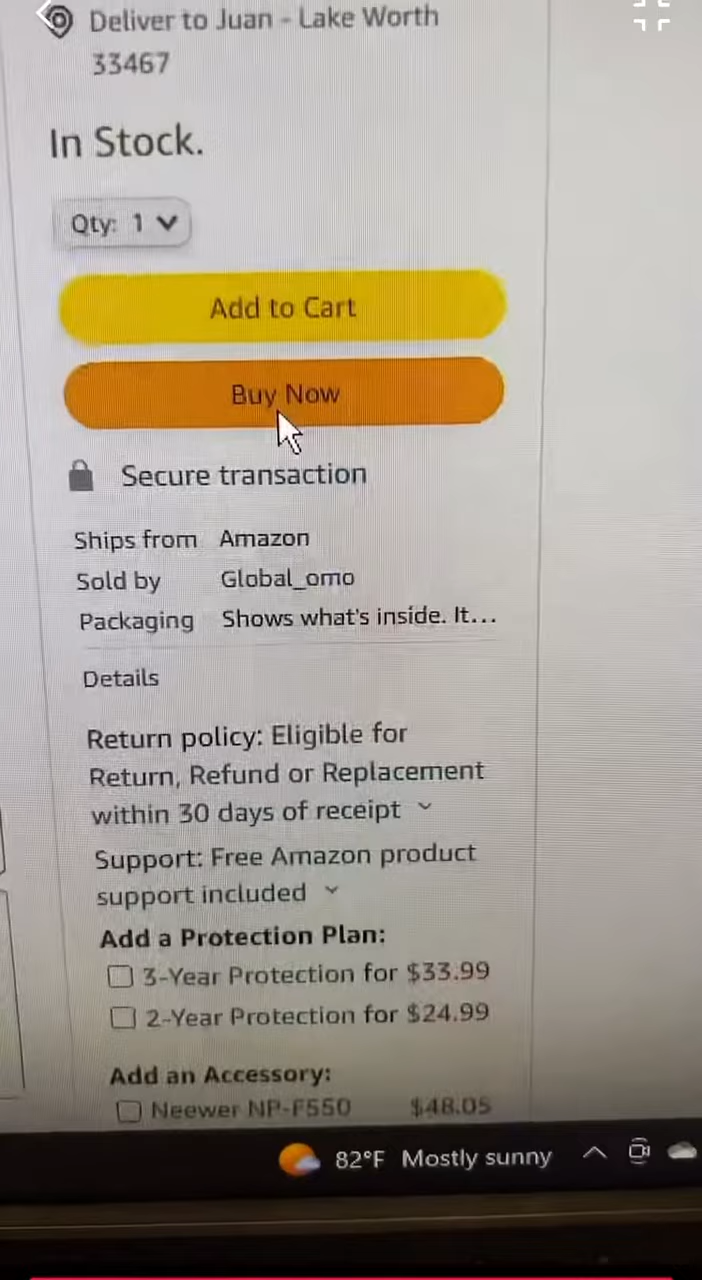 Deliver to Juan - Lake Worth
33467
In Stock.
Qty: 1
Add to Cart
Buy Now
Secure transaction
Ships from Amazon
Sold by Global_omo
Packaging Shows what's inside. It...
Details
Return policy: Eligible for
Return, Refund or Replacement
within 30 days of receipt
Support: Free Amazon product
support included
Add a Protection Plan:
3-Year Protection for $33.99
2-Year Protection for $24.99
Add an Accessory:
Neewer NP-F550 $48.05
82°F Mostly sunny